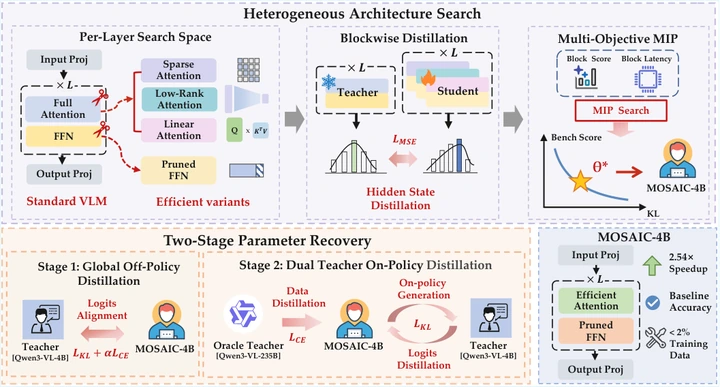 Heterogeneous Architecture Search
Per-Layer Search Space
Input Proj
× L
Full
Attention
FFN
Output Proj
Standard VLM
Sparse
Attention
Low-Rank
Attention
Linear
Attention
Q x KᵀV
Pruned
FFN
Efficient variants
Blockwise Distillation
× L
Teacher
× L
Student
L_MSE
Hidden State
Distillation
Multi-Objective MIP
Block Score
Block Latency
MIP Search
Bench Score
θ*
KL
MOSAIC-4B
Two-Stage Parameter Recovery
Stage 1: Global Off-Policy
Distillation
Logits
Alignment
L_KL + αL_CE
Teacher
[Qwen3-VL-4B]
MOSAIC-4B
Stage 2: Dual Teacher On-Policy Distillation
Oracle Teacher
[Qwen3-VL-235B]
Data
Distillation
L_CE
MOSAIC-4B
On-policy
Generation
L_KL
Logits
Distillation
Teacher
[Qwen3-VL-4B]
MOSAIC-4B
Input Proj
× L
Efficient
Attention
Pruned
FFN
Output Proj
2.54×
Speedup
Baseline
Accuracy
< 2%
Training
Data